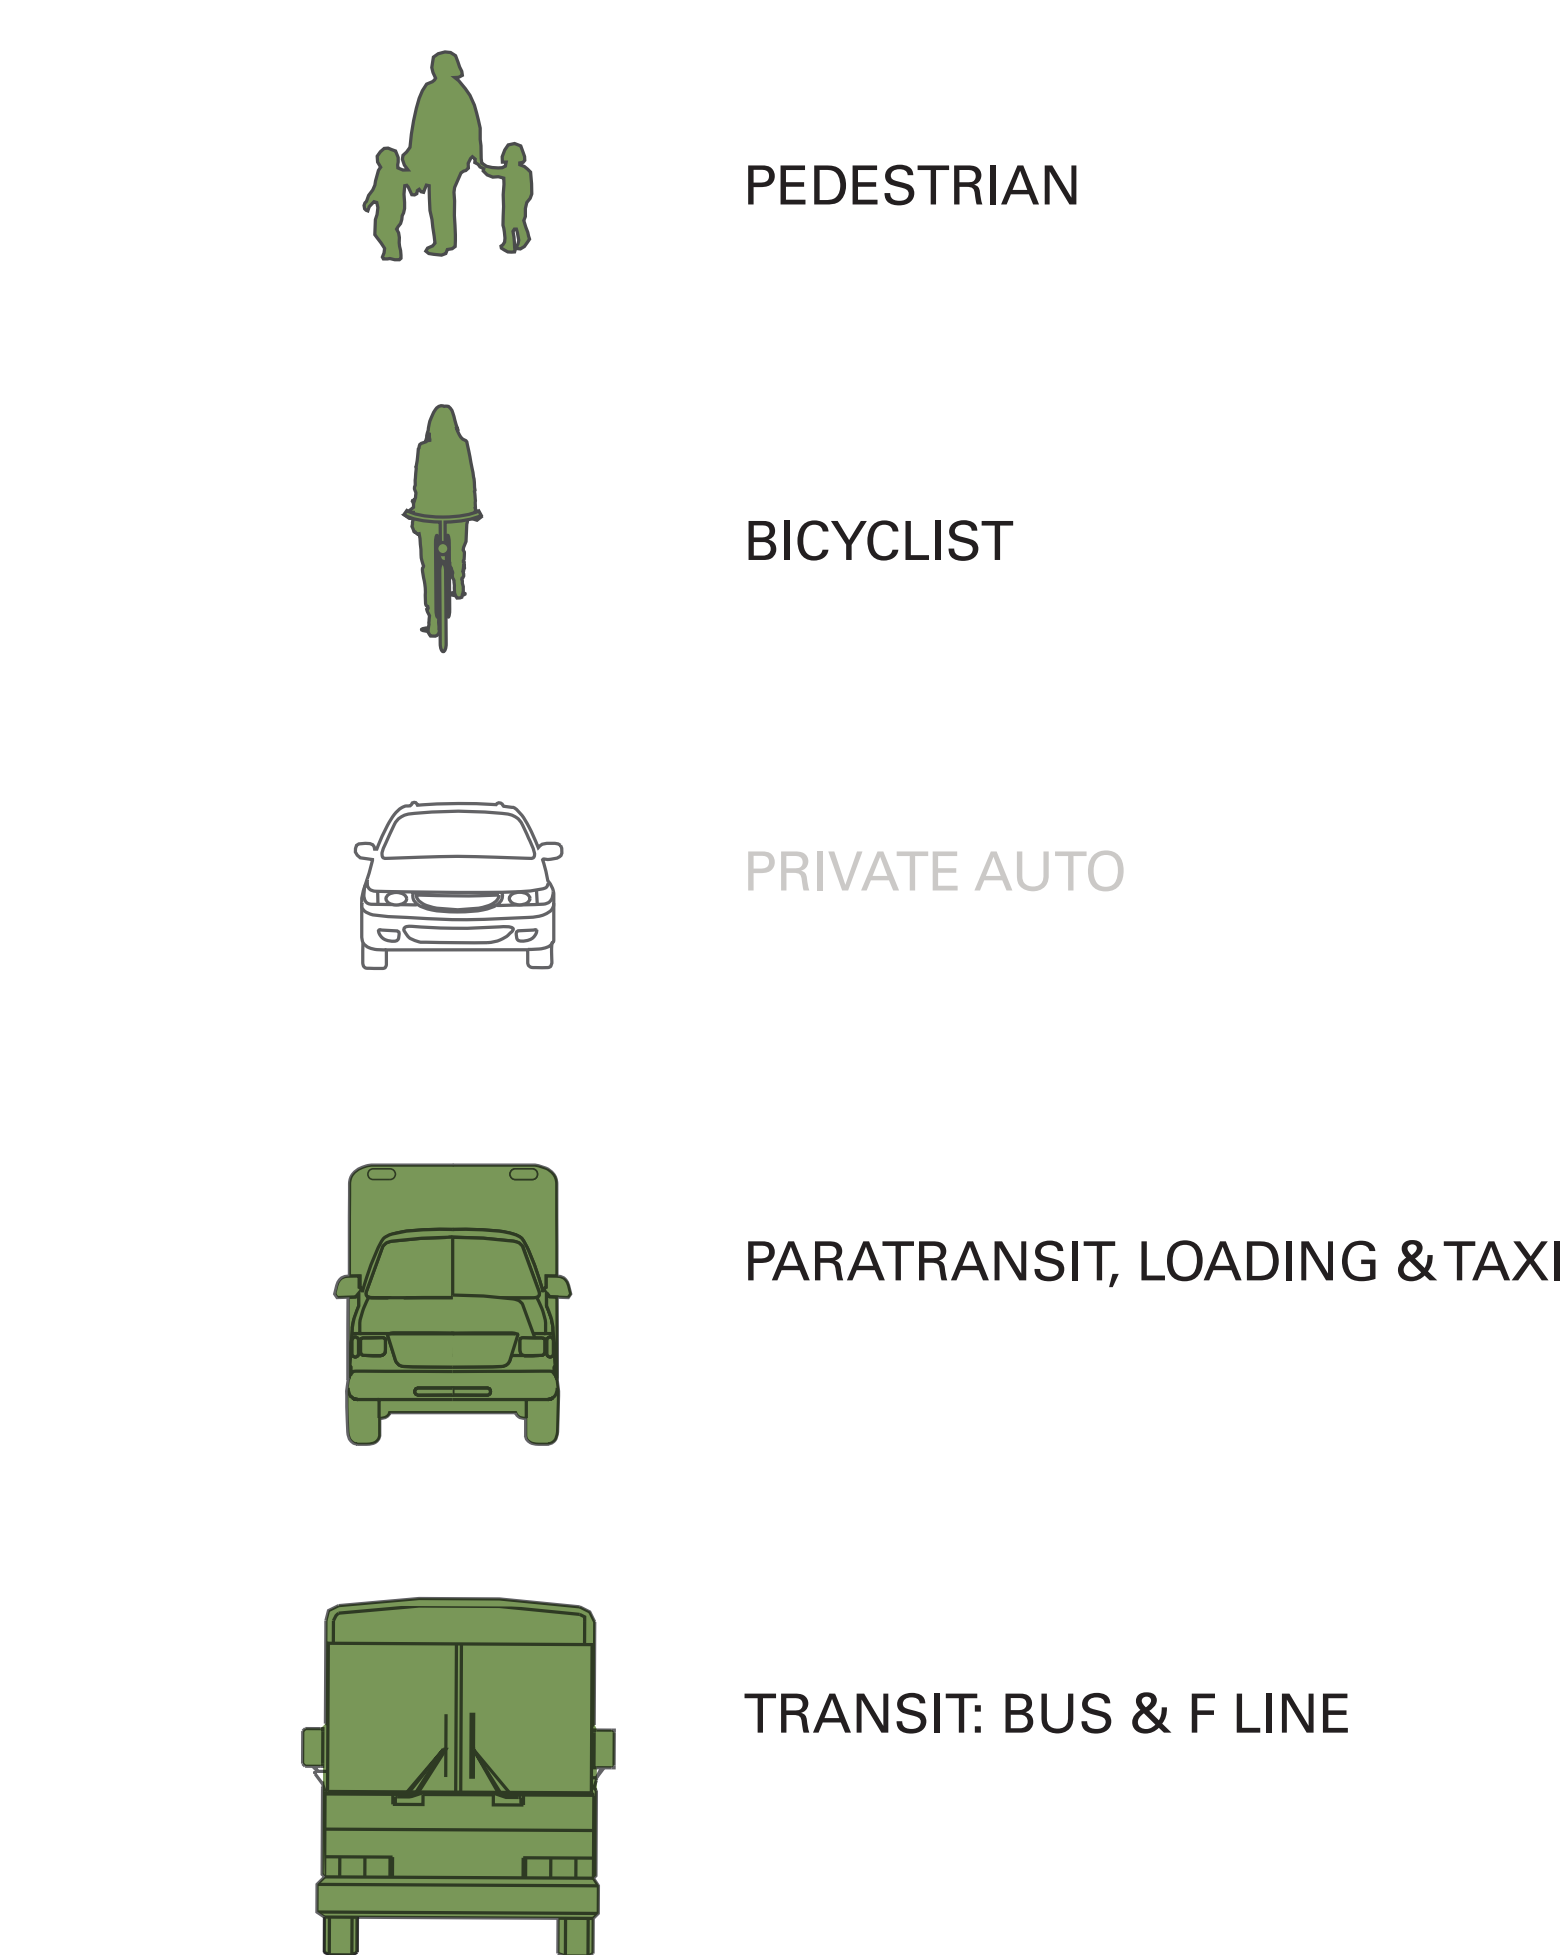 PEDESTRIAN
BICYCLIST
PRIVATE AUTO
PARATRANSIT, LOADING & TAXI
TRANSIT: BUS & F LINE